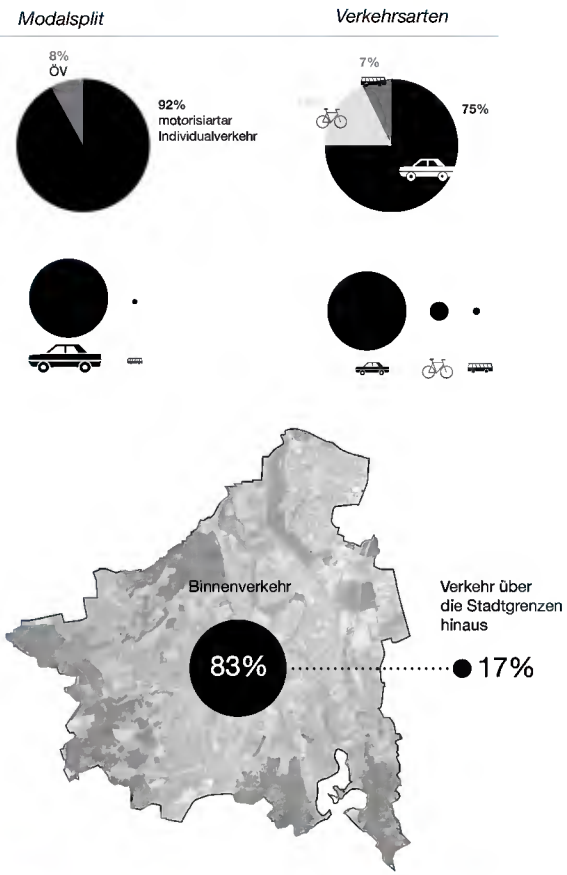 Modalsplit
Verkehrsarten
8%
ÖV
92%
motorisiartar
Individualverkehr
7%
75%
Binnenverkehr
83%
Verkehr über
die Stadtgrenzen
hinaus
17%